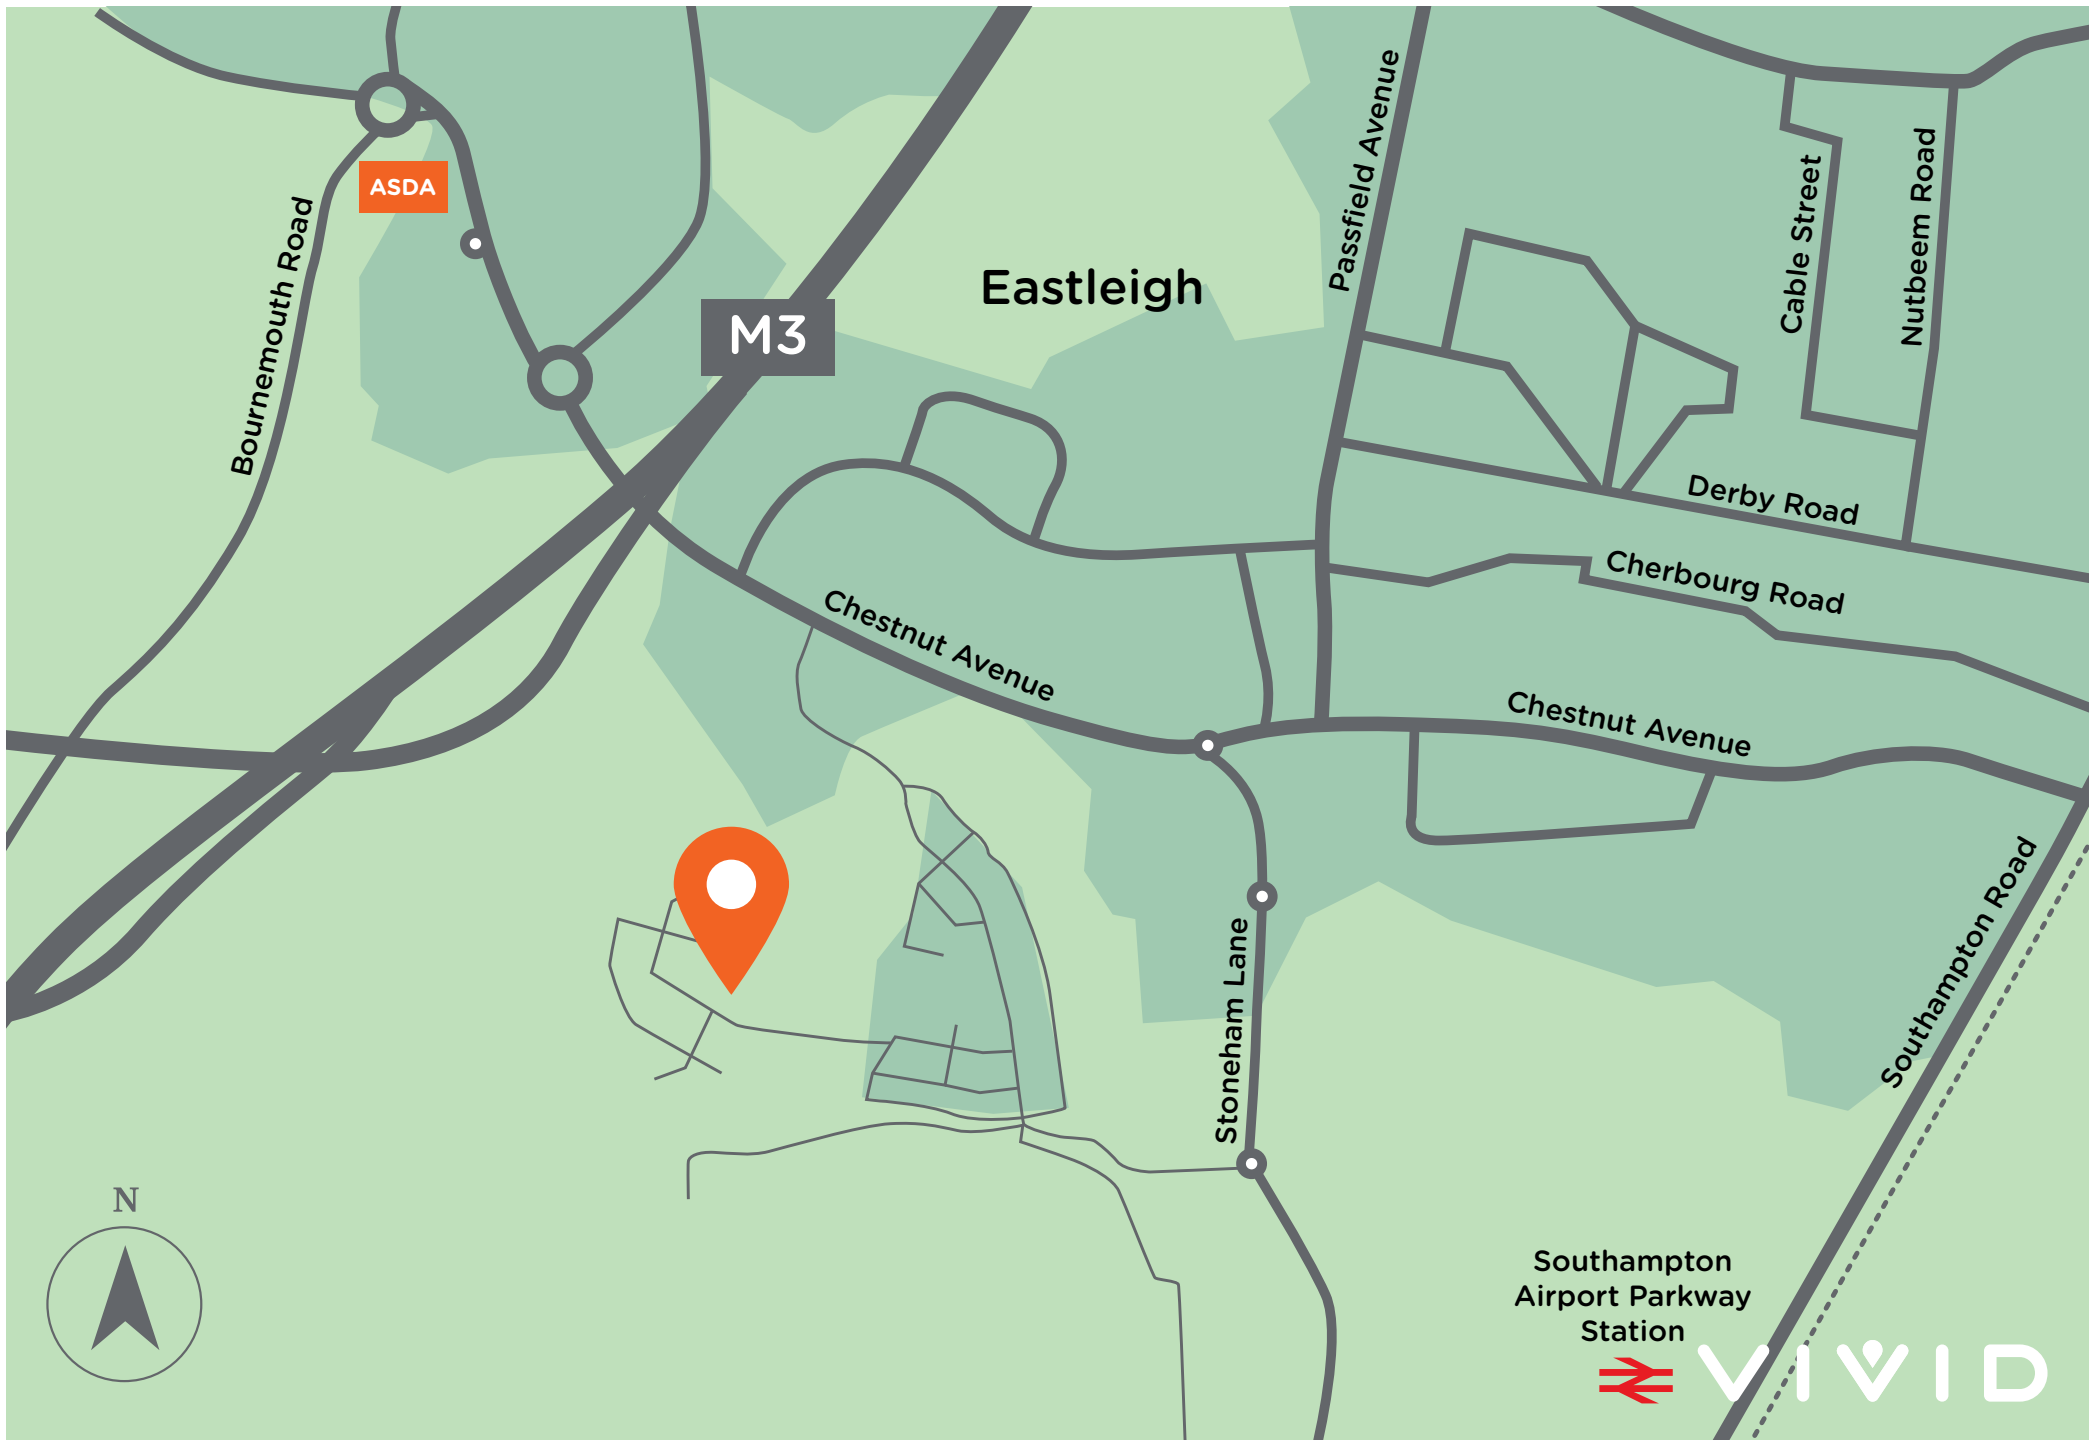 ASDA
Bournemouth Road
M3
Eastleigh
Passfield Avenue
Cable Street
Nutbeem Road
Derby Road
Cherbourg Road
Chestnut Avenue
Chestnut Avenue
Stoneham Lane
Southampton Road
N
Southampton
Airport Parkway
Station
VIVID